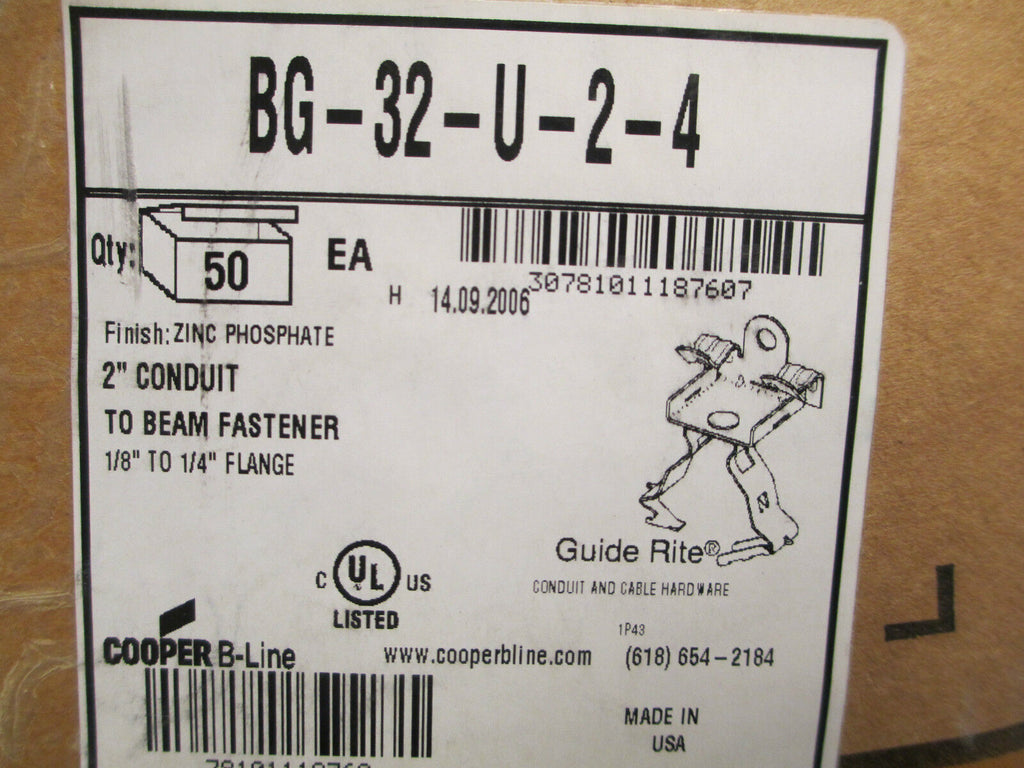 BG-32-U-2-4
Qty: 50 EA
30781011187607
H 14.09.2006
Finish: ZINC PHOSPHATE
2" CONDUIT
TO BEAM FASTENER
1/8" TO 1/4" FLANGE
Guide Rite®
CONDUIT AND CABLE HARDWARE
C UL US
LISTED
1P43
COOPER B-Line
www.cooperbline.com
(618) 654-2184
MADE IN
USA
L